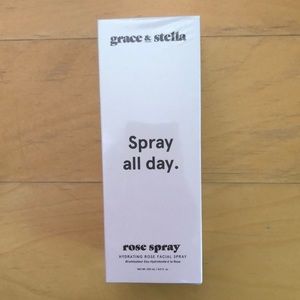 grace & stella
Spray
all day.
rose spray
HYDRATING ROSE FACIAL SPRAY